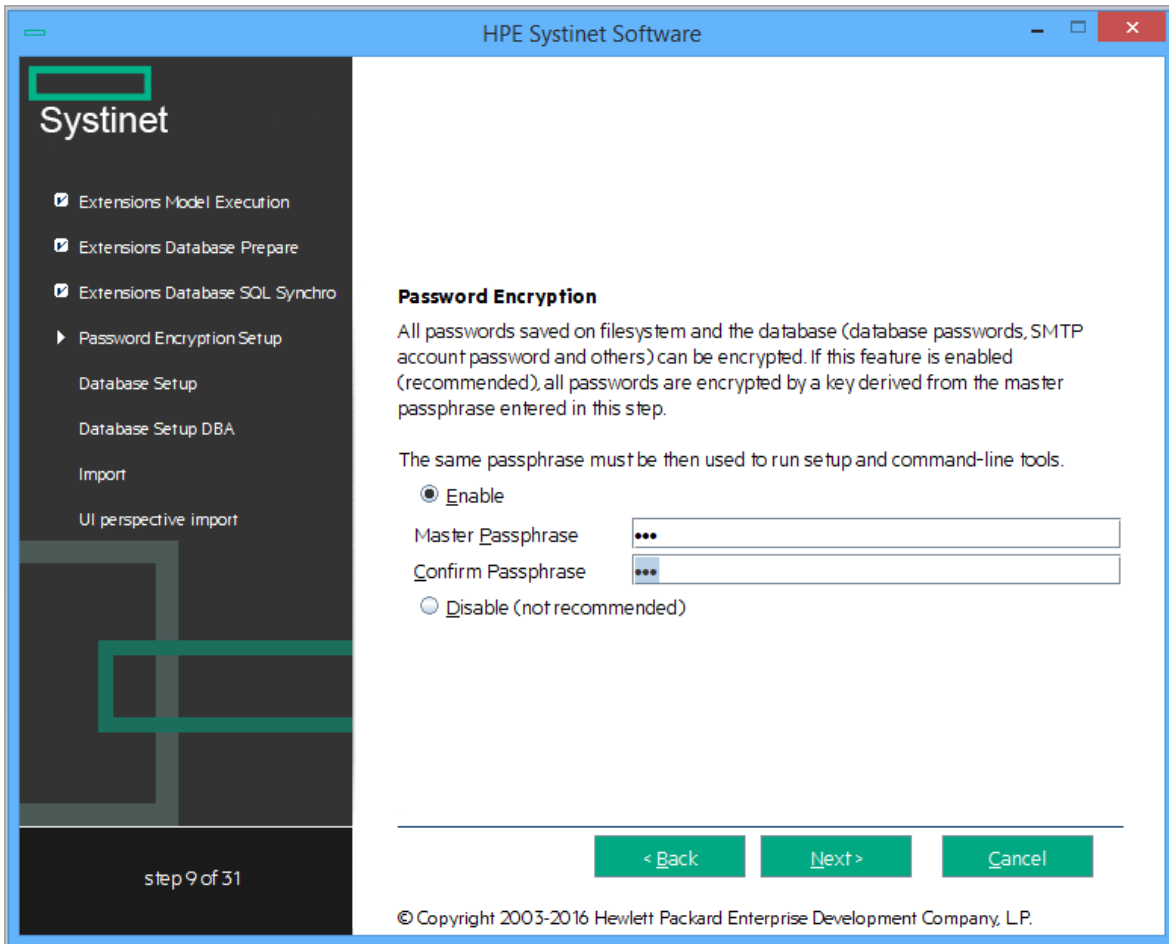 HPE Systinet Software
Systinet
Extensions Model Execution
Extensions Database Prepare
Extensions Database SQL Synchro
Password Encryption Setup
Database Setup
Database Setup DBA
Import
UI perspective import
step 9 of 31
Password Encryption
All passwords saved on filesystem and the database (database passwords, SMTP
account password and others) can be encrypted. If this feature is enabled
(recommended), all passwords are encrypted by a key derived from the master
passphrase entered in this step.
The same passphrase must be then used to run setup and command-line tools.
Enable
Master Passphrase •••
Confirm Passphrase •••
Disable (not recommended)
< Back Next > Cancel
© Copyright 2003-2016 Hewlett Packard Enterprise Development Company, L.P.